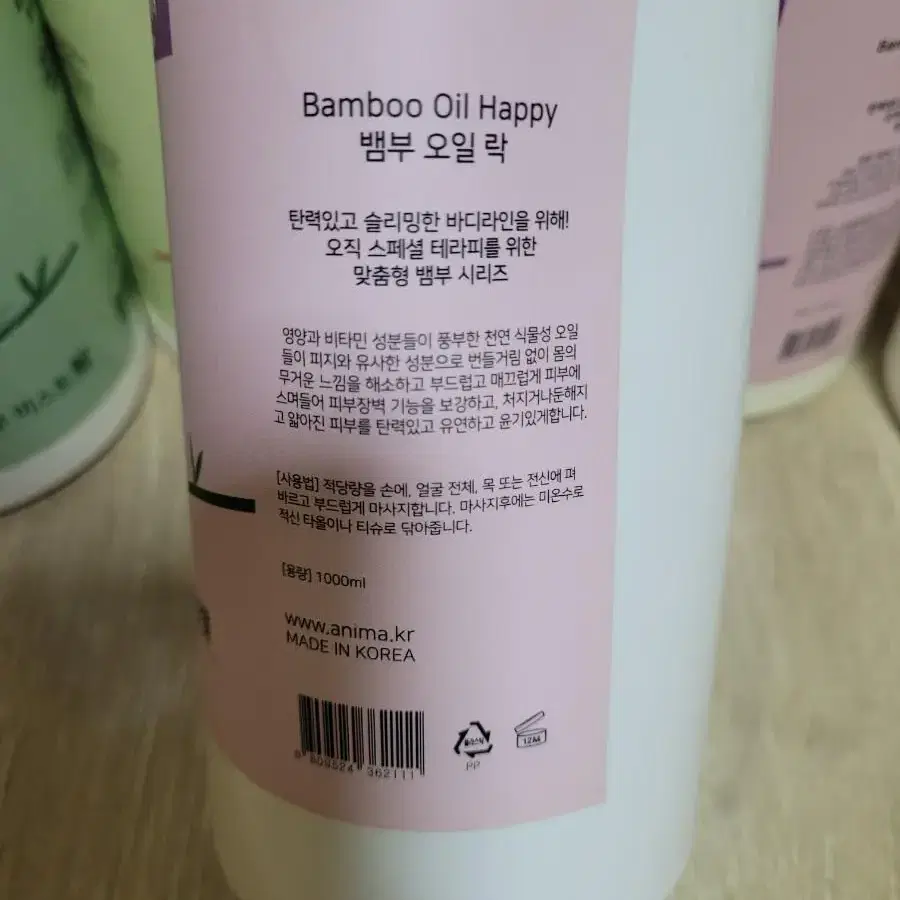 Bamboo Oil Happy
뱀부 오일 락
탄력있고 슬리밍한 바디라인을 위해!
오직 스페셜 테라피를 위한
맞춤형 뱀부 시리즈
영양과 비타민 성분들이 풍부한 천연 식물성 오일
들이 피지와 유사한 성분으로 번들거림 없이 몸의
무거운 느낌을 해소하고 부드럽고 매끄럽게 피부에
스며들어 피부장벽 기능을 보강하고, 처지거나둔해지
고 얇아진 피부를 탄력있고 유연하고 윤기있게합니다.
[사용법] 적당량을 손에, 얼굴 전체, 목 또는 전신에 펴
바르고 부드럽게 마사지합니다. 마사지후에는 미온수로
적신 타올이나 티슈로 닦아줍니다.
[용량] 1000ml
www.anima.kr
MADE IN KOREA
8 809524 362111
플라스틱
PP
12M